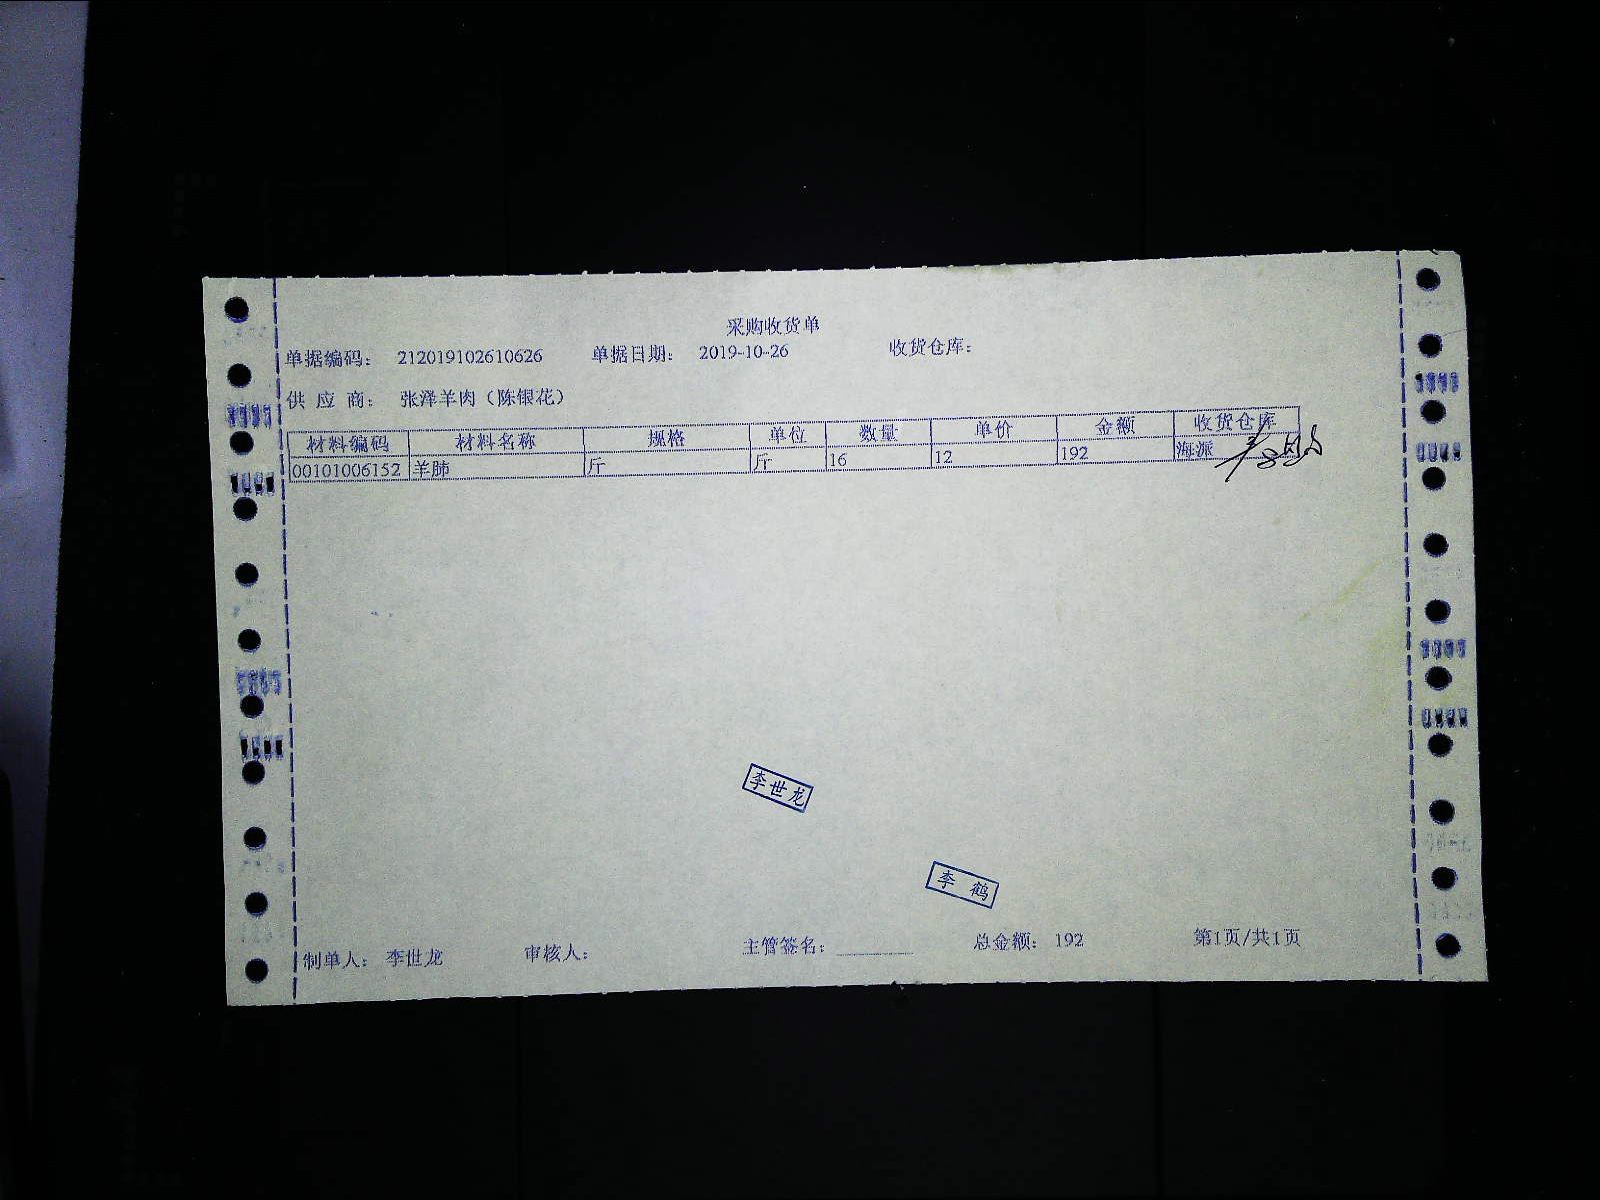 采购收货单
单据编码: 212019102610626 单据日期: 2019-10-26 收货仓库:
供应商: 张泽羊肉（陈银花）
材料编码 材料名称 规格 单位 数量 单价 金额 收货仓库
00101006152 羊肺 斤 斤 16 12 192 海派
李世龙
李鹤
制单人: 李世龙 审核人: 主管签名: 总金额: 192 第1页/共1页